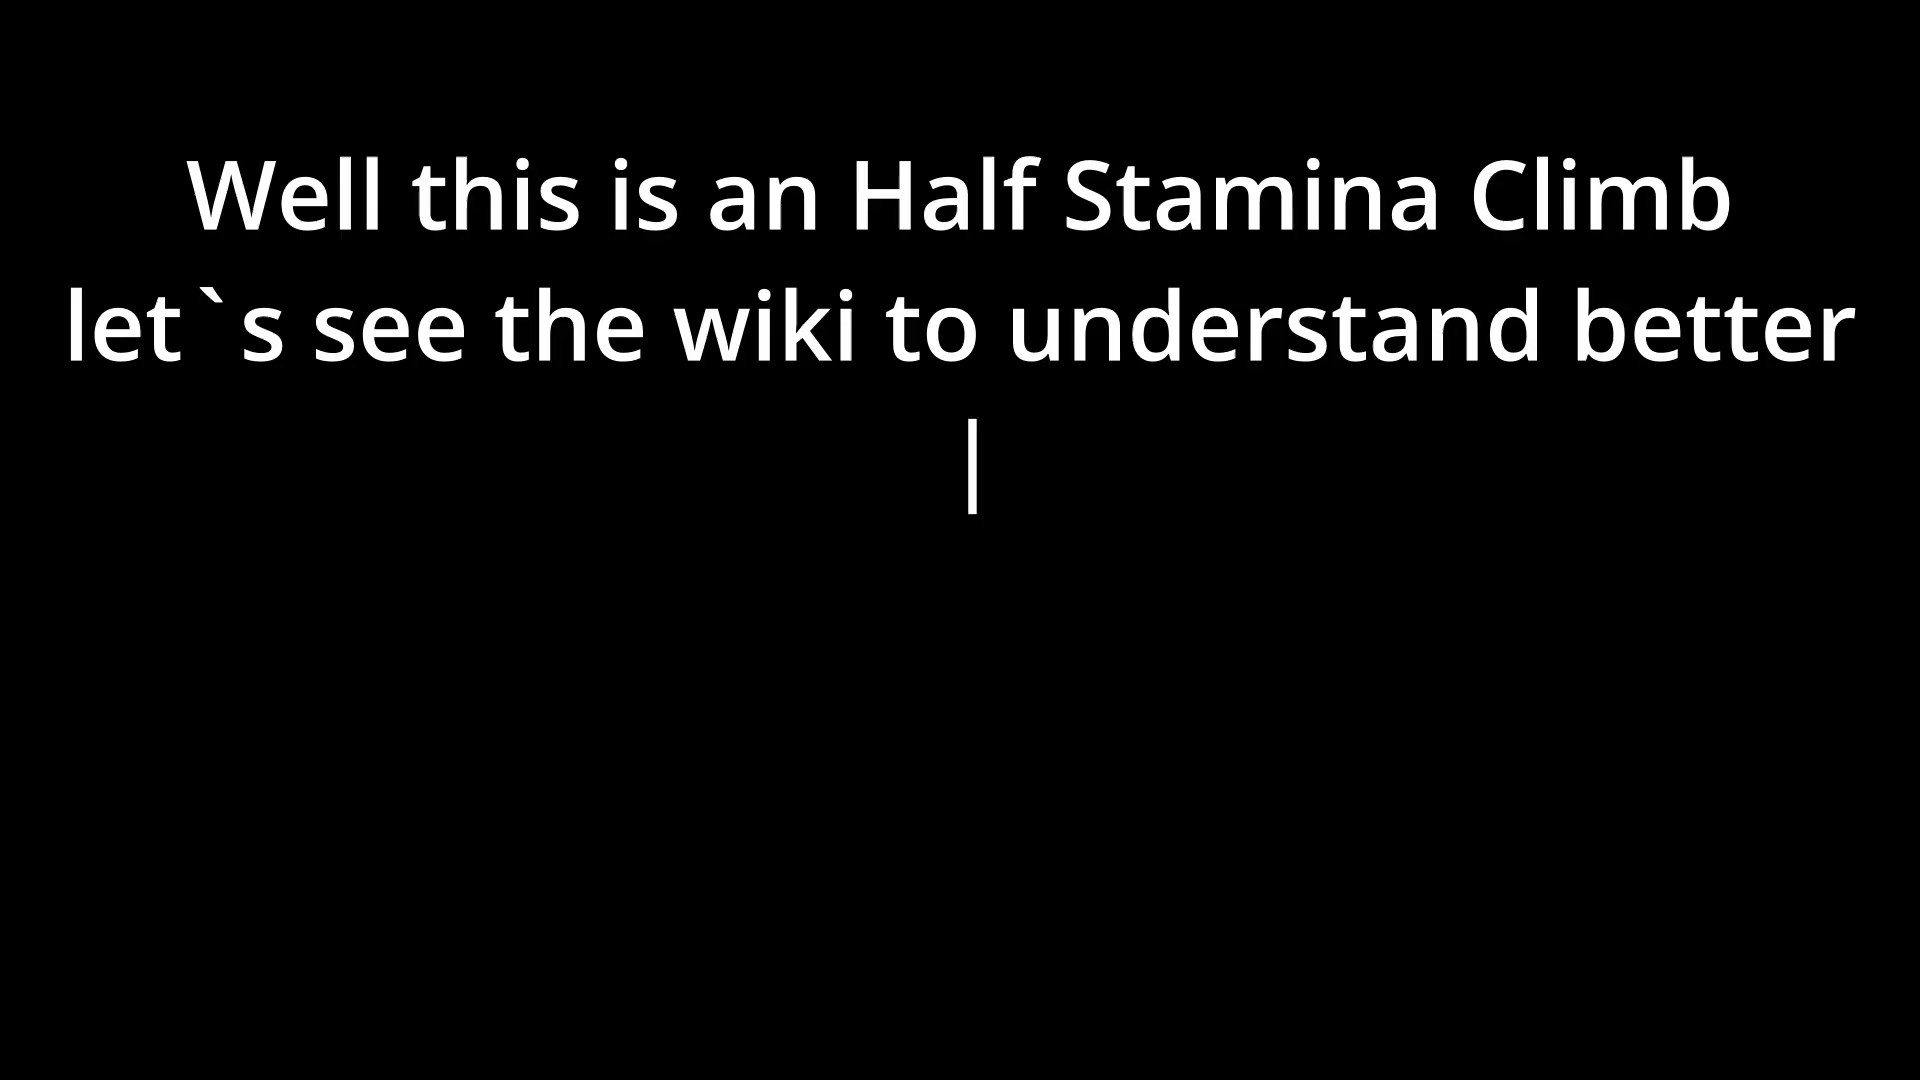 Well this is an Half Stamina Climb
let`s see the wiki to understand better
|